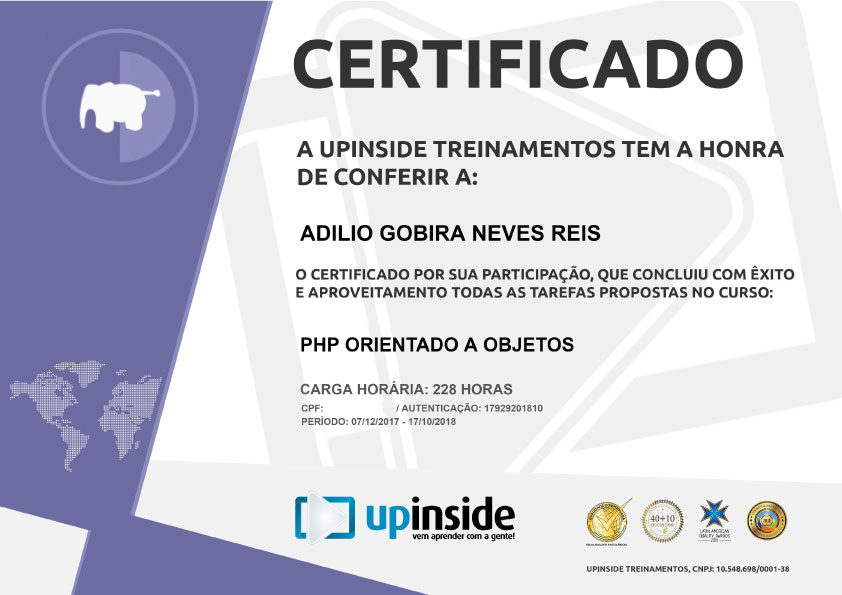 CERTIFICADO
A UPINSIDE TREINAMENTOS TEM A HONRA
DE CONFERIR A:
ADILIO GOBIRA NEVES REIS
O CERTIFICADO POR SUA PARTICIPAÇÃO, QUE CONCLUIU COM ÊXITO
E APROVEITAMENTO TODAS AS TAREFAS PROPOSTAS NO CURSO:
PHP ORIENTADO A OBJETOS
CARGA HORÁRIA: 228 HORAS
CPF: / AUTENTICAÇÃO: 17929201810
PERÍODO: 07/12/2017 - 17/10/2018
upinside
vem aprender com a gente!
40+10
LATIN AMERICAN
QUALITY AWARDS
UPINSIDE TREINAMENTOS, CNPJ: 10.548.698/0001-38